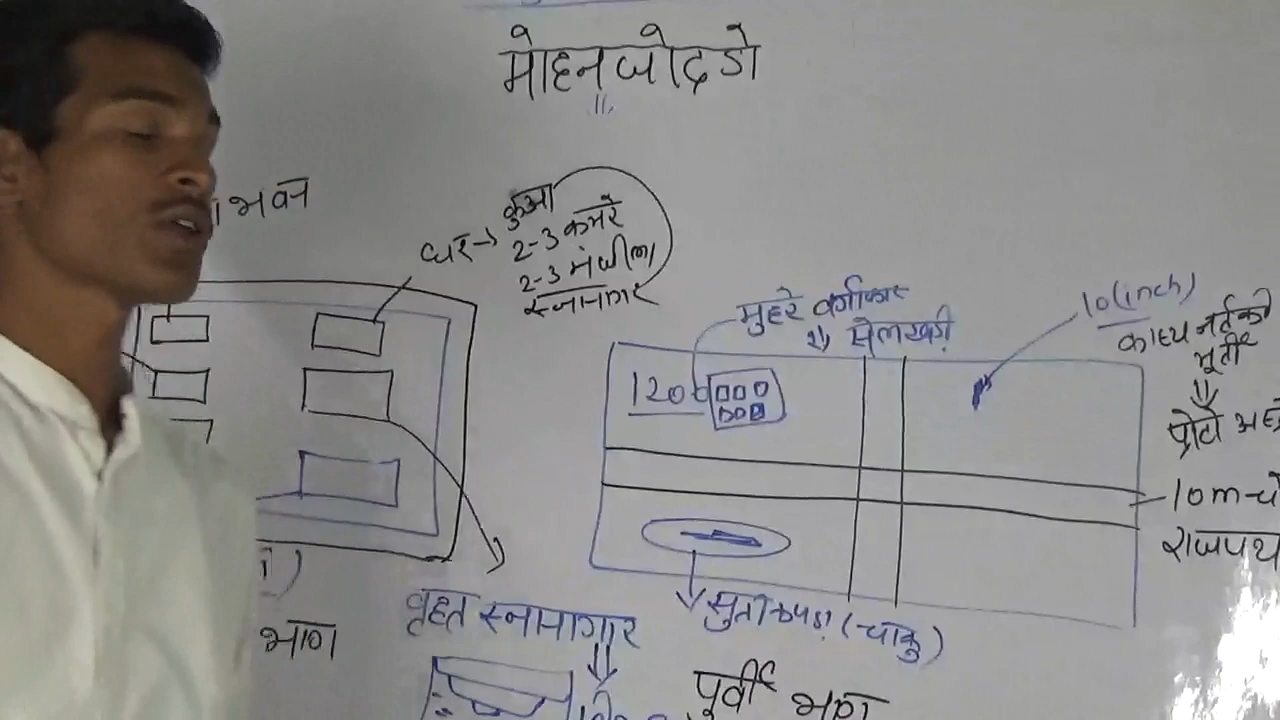 मोहनजोदडो
भवन
घर→ कुआ
2-3 कमरे
2-3 मंजीला
स्नानागर
मुहरे वर्गाकार
सेलखड़ी
1200
10(inch)
कांस्य नर्तकी
मूर्ती
प्रोटो
10m-चौ
राजपथ
भाग
वृहत स्नानागार
सुती कपड़ा (चाकु)
पूर्वी भाग